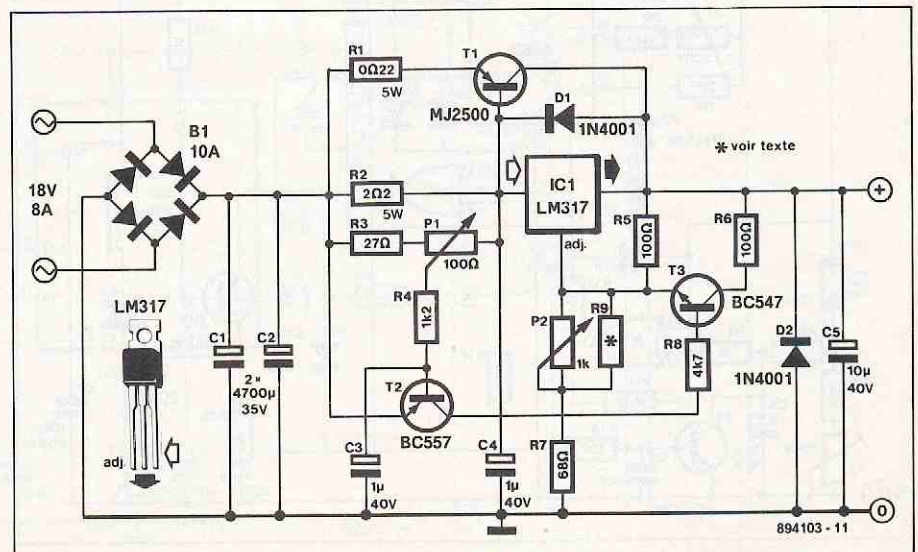 R1
0Ω22
5W
T1
MJ2500
D1
1N4001
* voir texte
B1
10A
18V
8A
R2
2Ω2
5W
R3
27Ω
P1
100Ω
IC1
LM317
adj.
R5
100Ω
R6
100Ω
+
T3
BC547
R4
1k2
P2
1k
R9
*
R8
4k7
D2
1N4001
C5
10µ
40V
LM317
adj.
C1
C2
2×
4700µ
35V
T2
BC557
C3
1µ
40V
C4
1µ
40V
R7
68Ω
0
894103 - 11